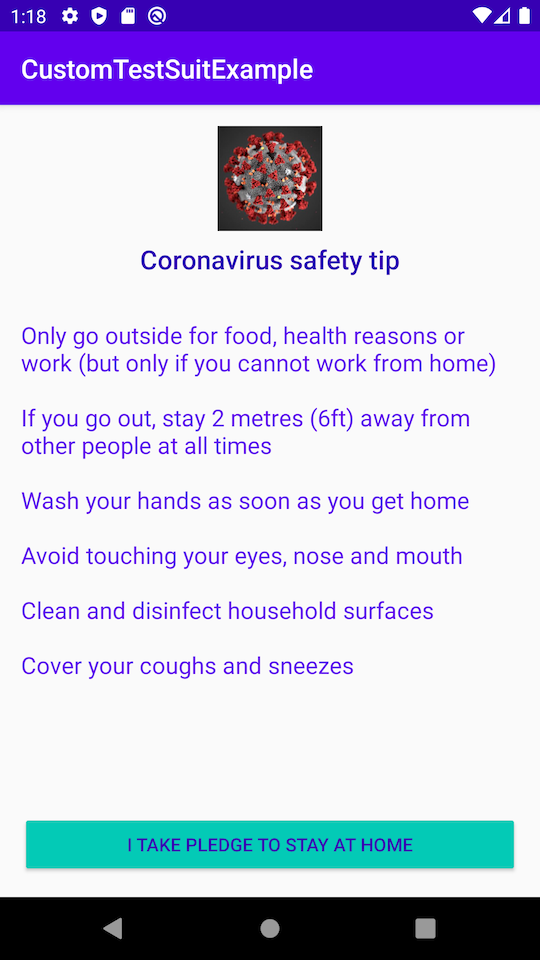 1:18
CustomTestSuitExample
Coronavirus safety tip
Only go outside for food, health reasons or
work (but only if you cannot work from home)
If you go out, stay 2 metres (6ft) away from
other people at all times
Wash your hands as soon as you get home
Avoid touching your eyes, nose and mouth
Clean and disinfect household surfaces
Cover your coughs and sneezes
I TAKE PLEDGE TO STAY AT HOME